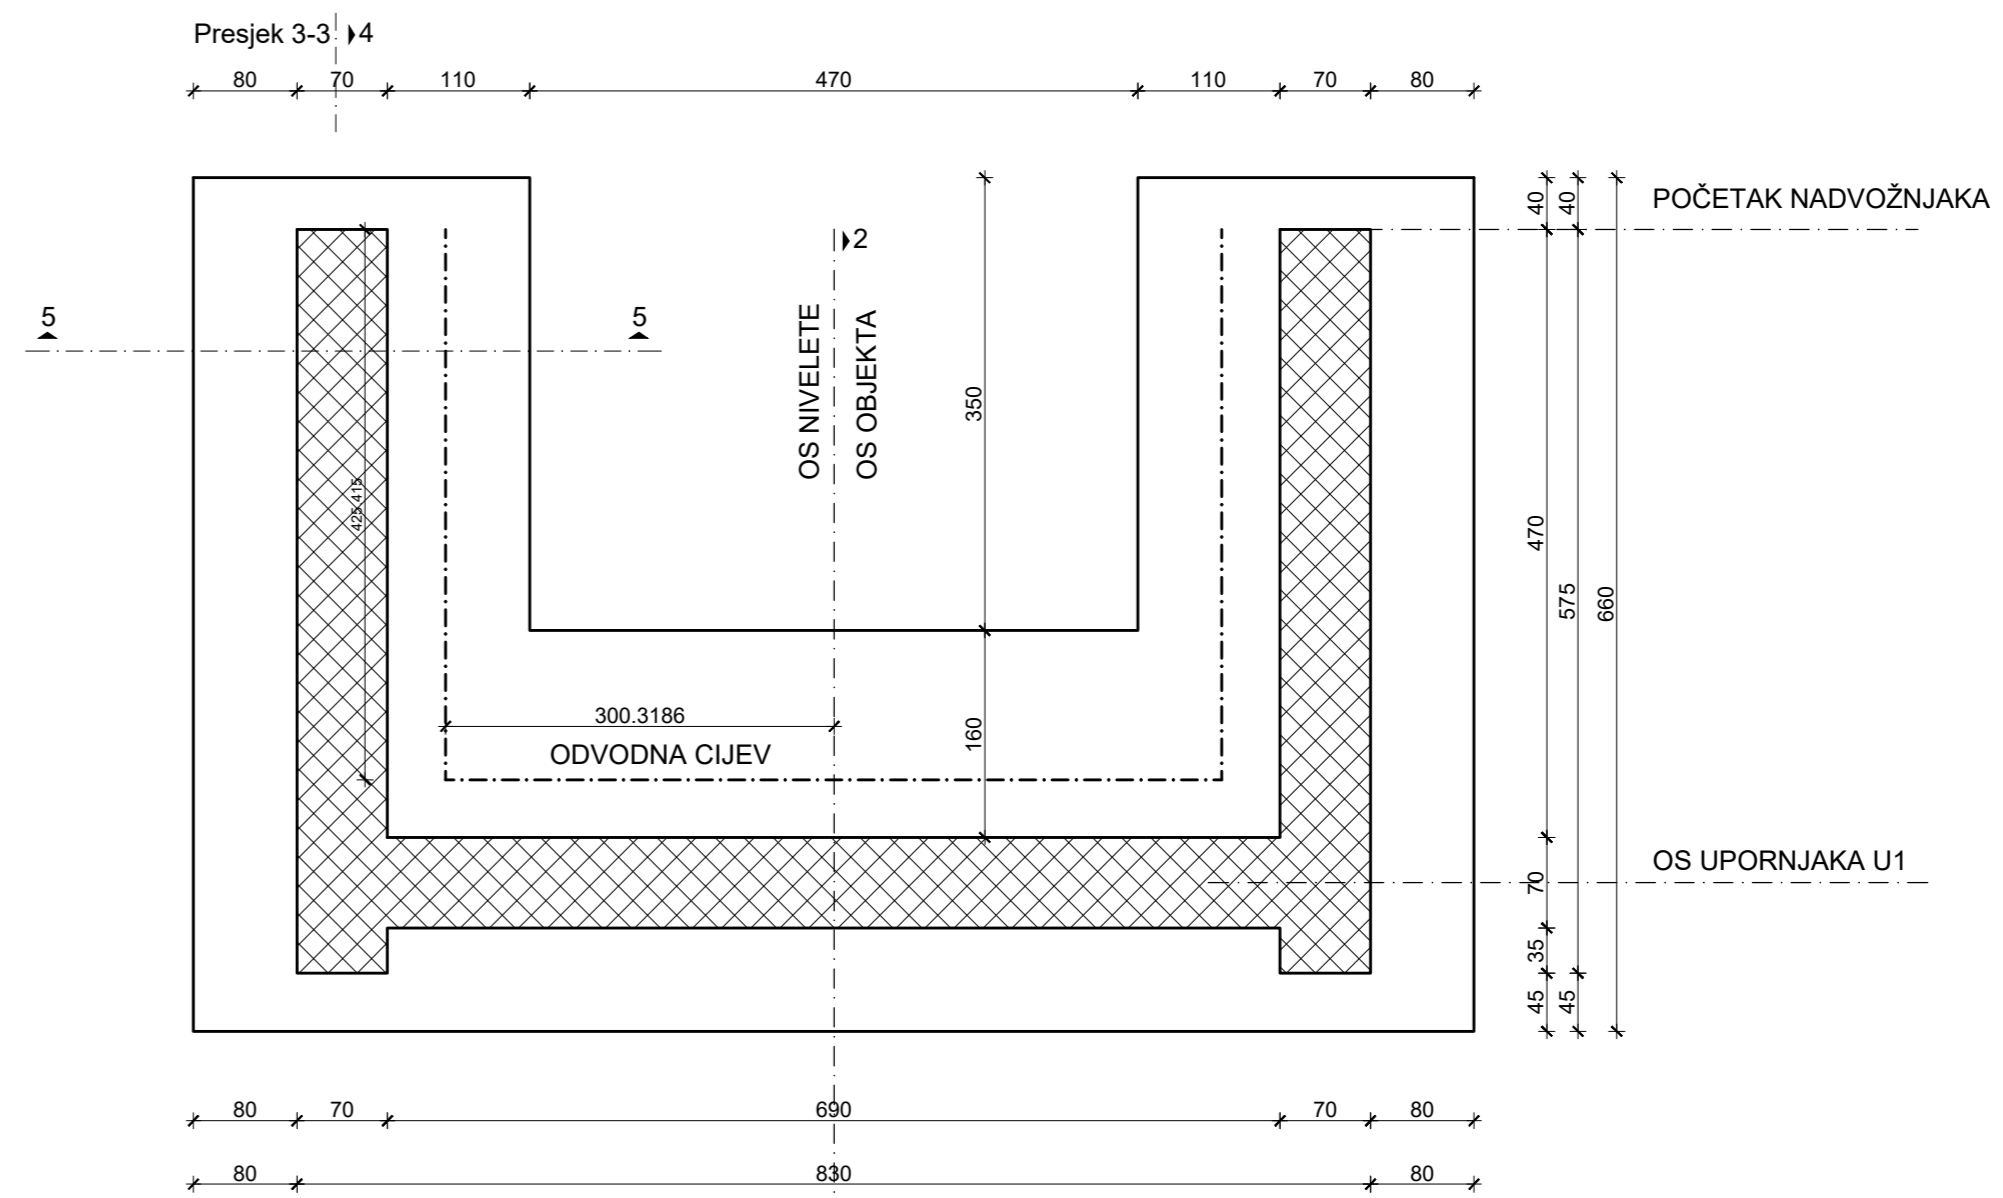 Presjek 3-3 4
80 70 110 470 110 70 80
40 40 POČETAK NADVOŽNJAKA
2
5 5
OS NIVELETE
OS OBJEKTA
350
425.415
470
575
660
300.3186
ODVODNA CIJEV
160
OS UPORNJAKA U1
70
35
45 45
80 70 690 70 80
80 830 80